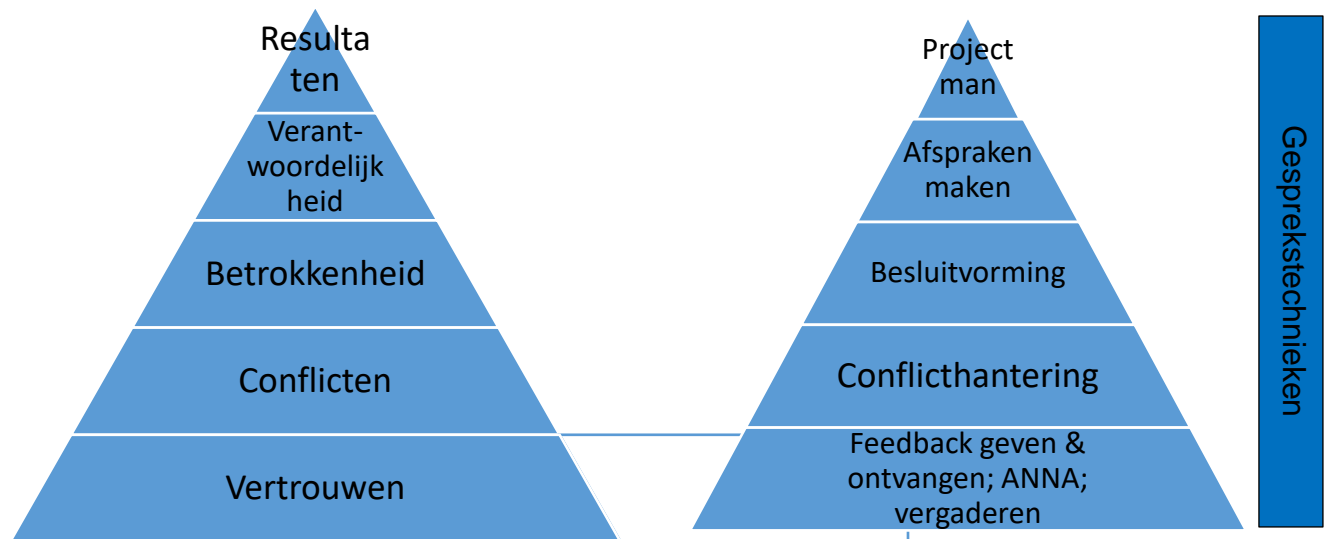 Resulta
ten
Verant-
woordelijk
heid
Betrokkenheid
Conflicten
Vertrouwen
Project
man
Afspraken
maken
Besluitvorming
Conflicthantering
Feedback geven &
ontvangen; ANNA;
vergaderen
Gesprekstechnieken